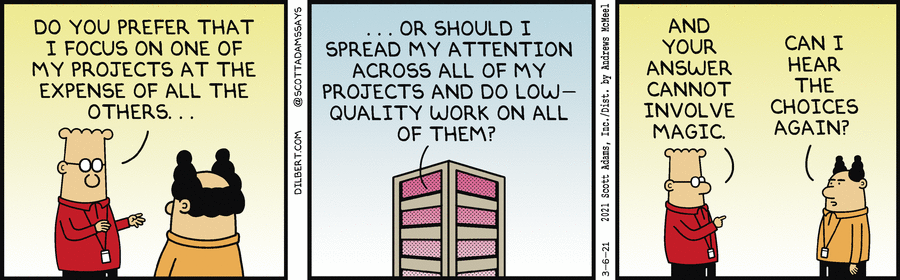 DO YOU PREFER THAT
I FOCUS ON ONE OF
MY PROJECTS AT THE
EXPENSE OF ALL THE
OTHERS...
DILBERT.COM @SCOTTADAMSSAYS
...OR SHOULD I
SPREAD MY ATTENTION
ACROSS ALL OF MY
PROJECTS AND DO LOW-
QUALITY WORK ON ALL
OF THEM?
3-6-21 2021 Scott Adams, Inc./Dist. by Andrews McMeel
AND
YOUR
ANSWER
CANNOT
INVOLVE
MAGIC.
CAN I
HEAR
THE
CHOICES
AGAIN?